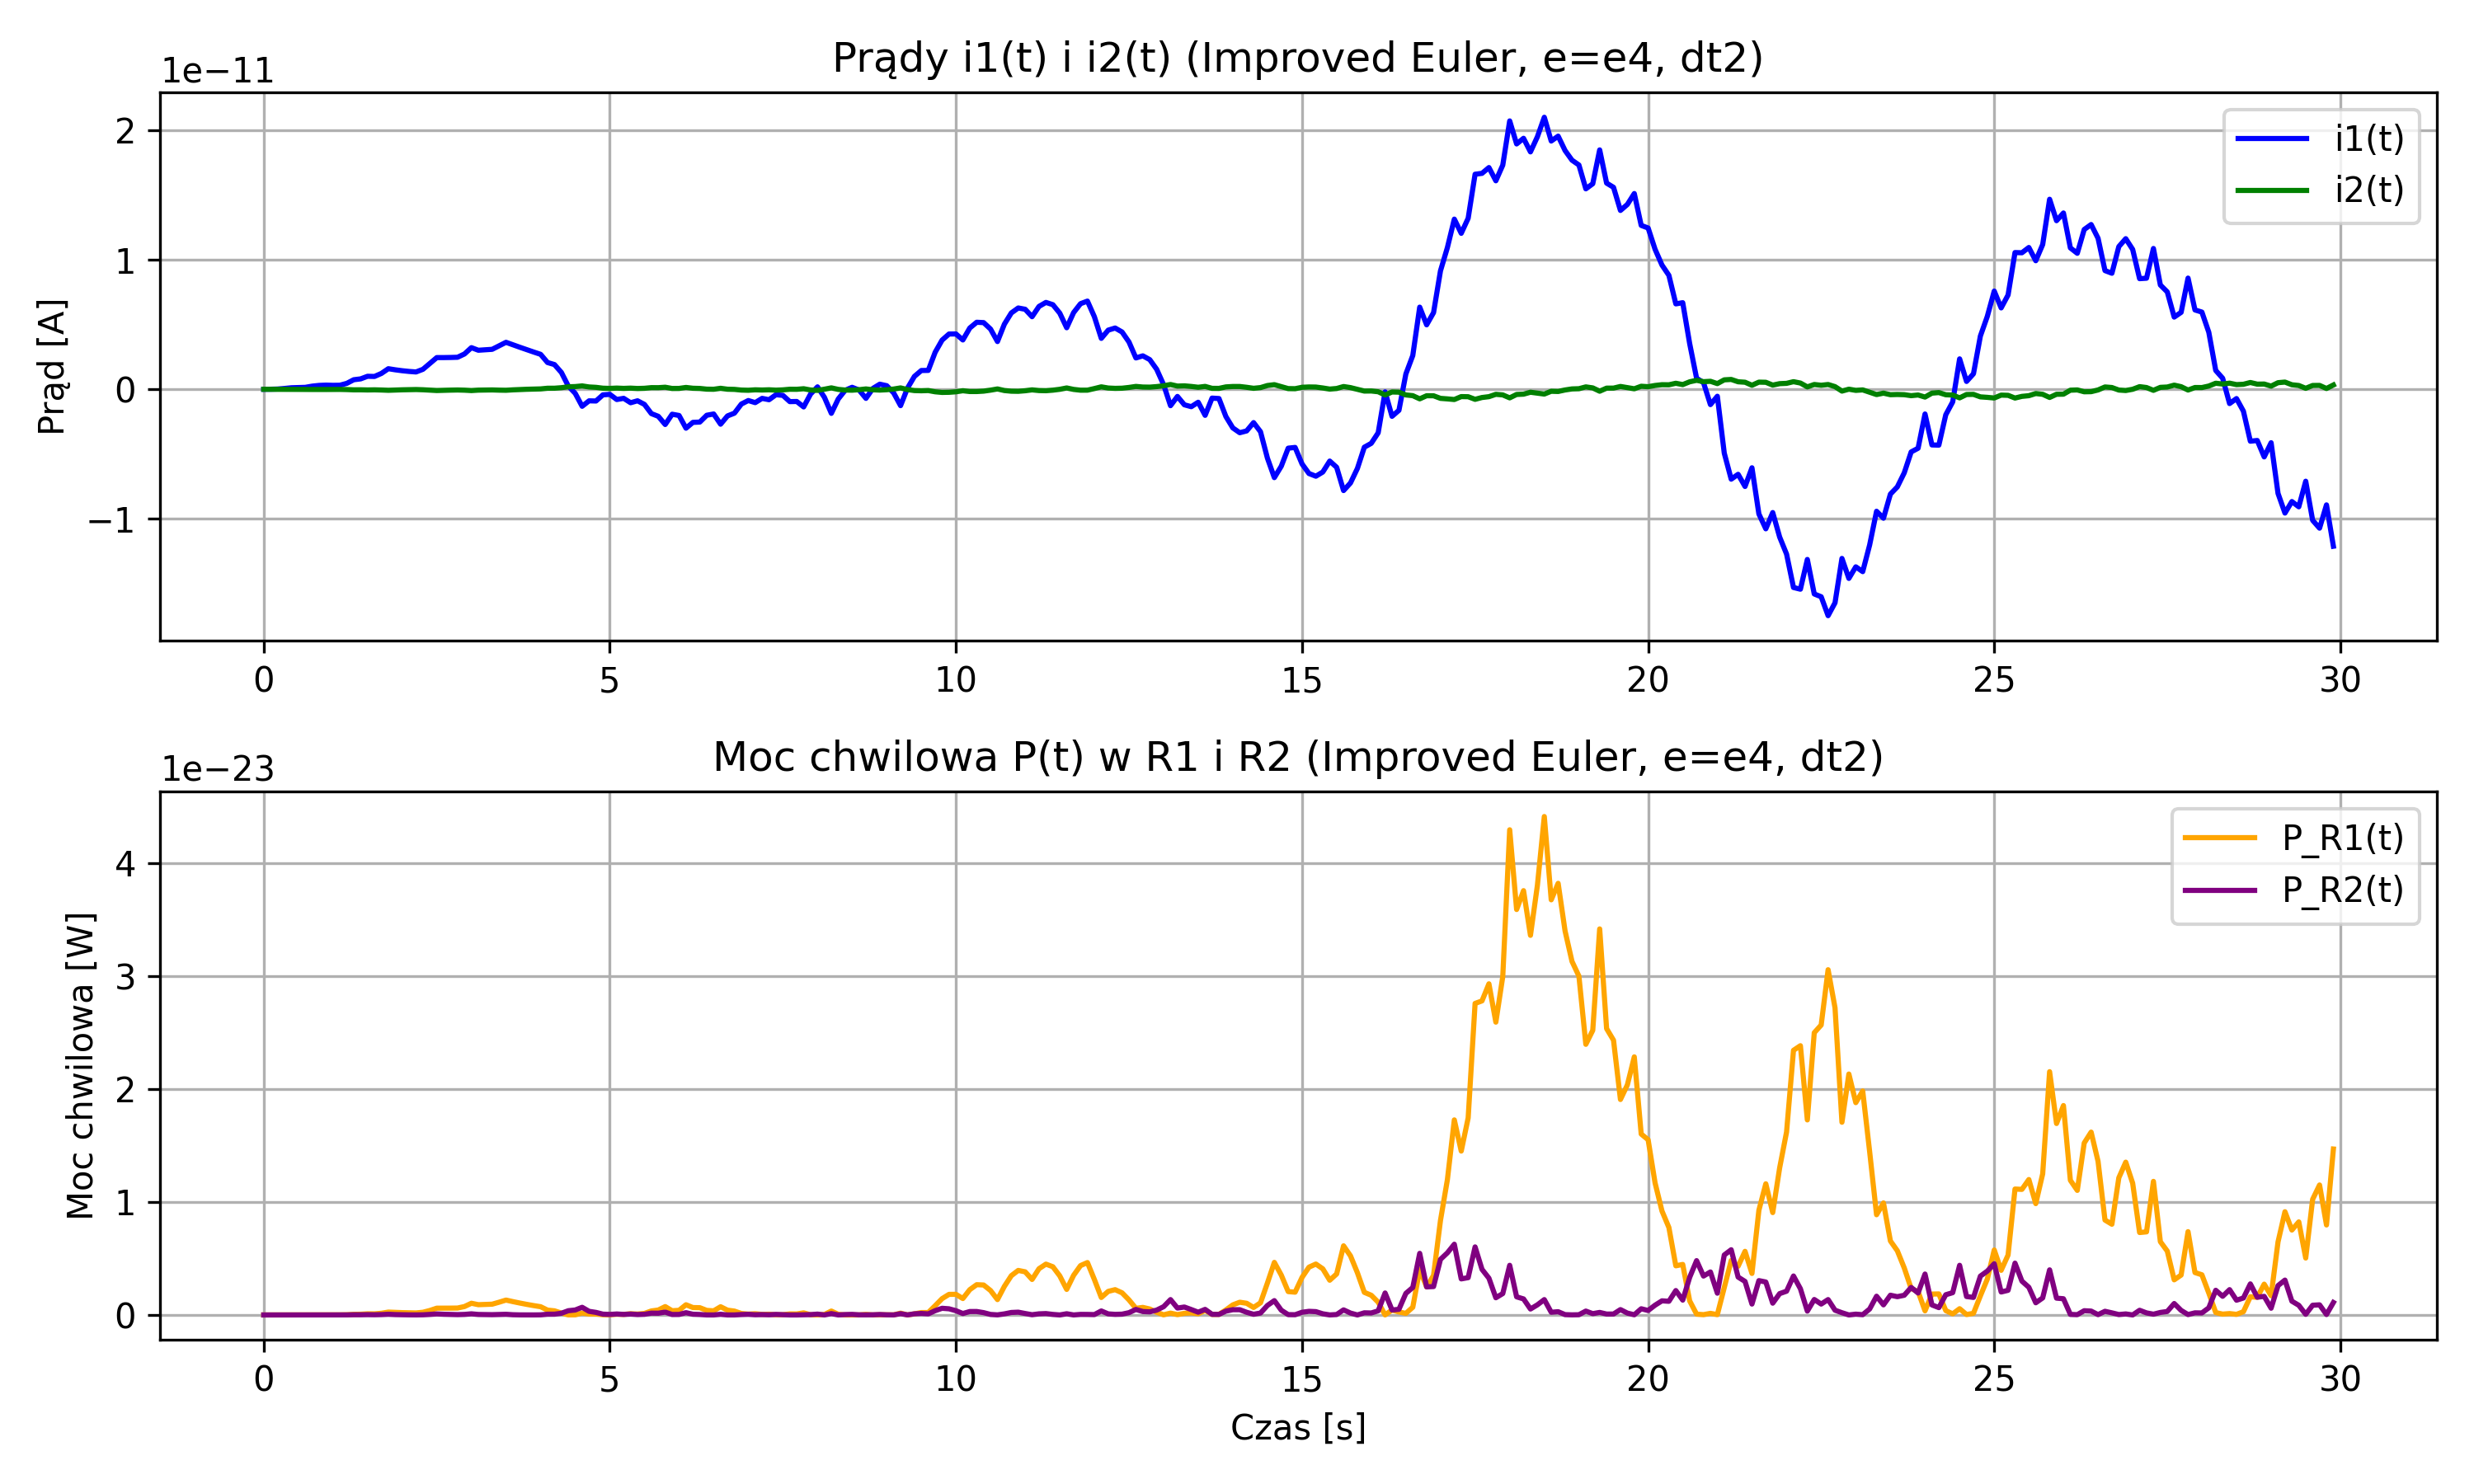 Prądy i1(t) i i2(t) (Improved Euler, e=e4, dt2)
1e−11
2
1
0
−1
Prąd [A]
i1(t)
i2(t)
0 5 10 15 20 25 30
Moc chwilowa P(t) w R1 i R2 (Improved Euler, e=e4, dt2)
1e−23
4
3
2
1
0
Moc chwilowa [W]
P_R1(t)
P_R2(t)
0 5 10 15 20 25 30
Czas [s]